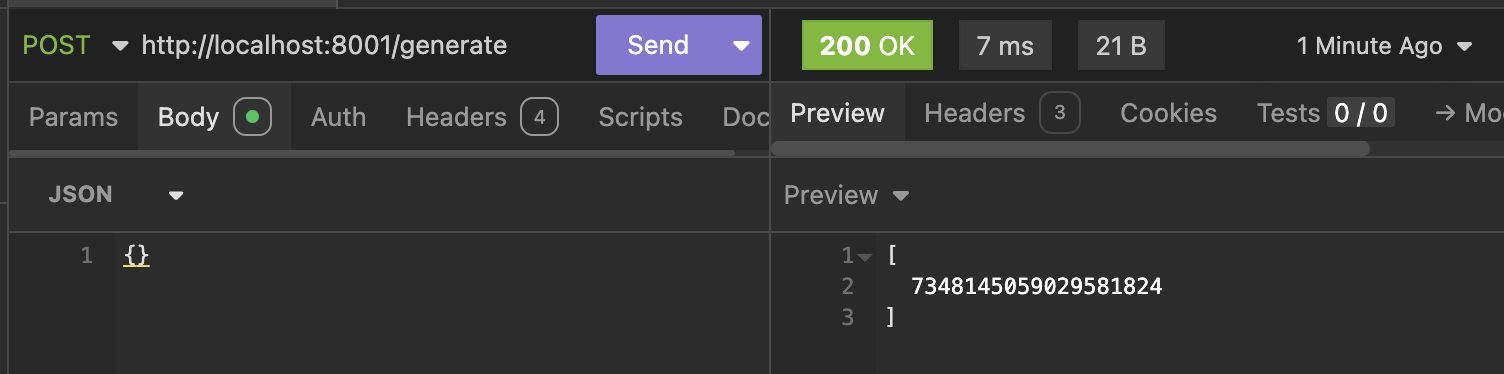 POST http://localhost:8001/generate Send 200 OK 7 ms 21 B 1 Minute Ago
Params Body Auth Headers 4 Scripts Doc Preview Headers 3 Cookies Tests 0 / 0 → Mo
JSON Preview
1 {}
1 [
2 7348145059029581824
3 ]